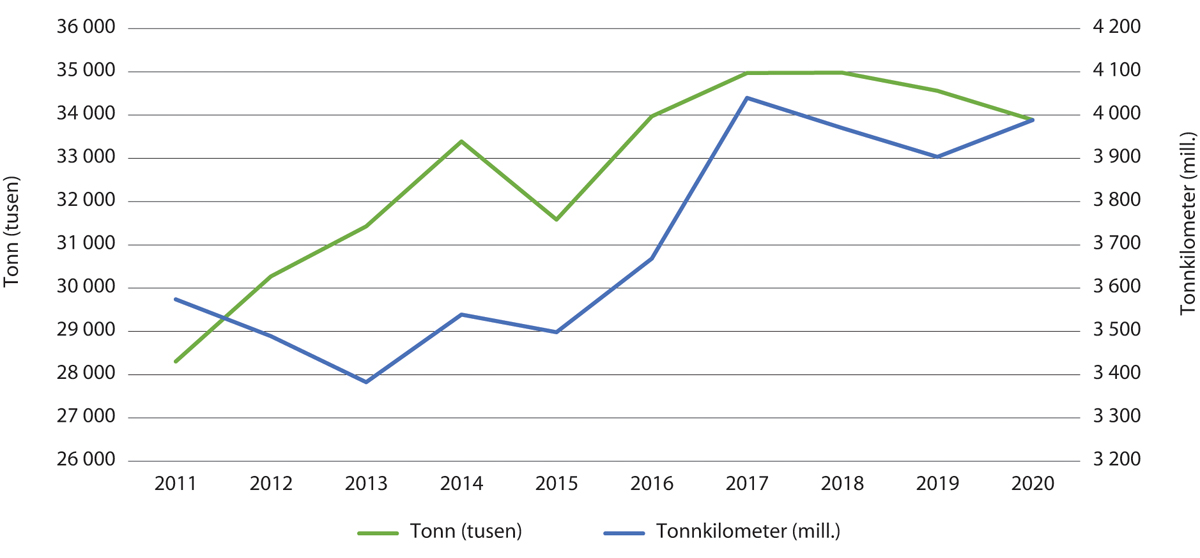 36 000 4 200
35 000 4 100
34 000 4 000
33 000 3 900
32 000 3 800
31 000 3 700
30 000 3 600
29 000 3 500
28 000 3 400
27 000 3 300
26 000 3 200
Tonn (tusen)
Tonnkilometer (mill.)
2011 2012 2013 2014 2015 2016 2017 2018 2019 2020
Tonn (tusen) Tonnkilometer (mill.)